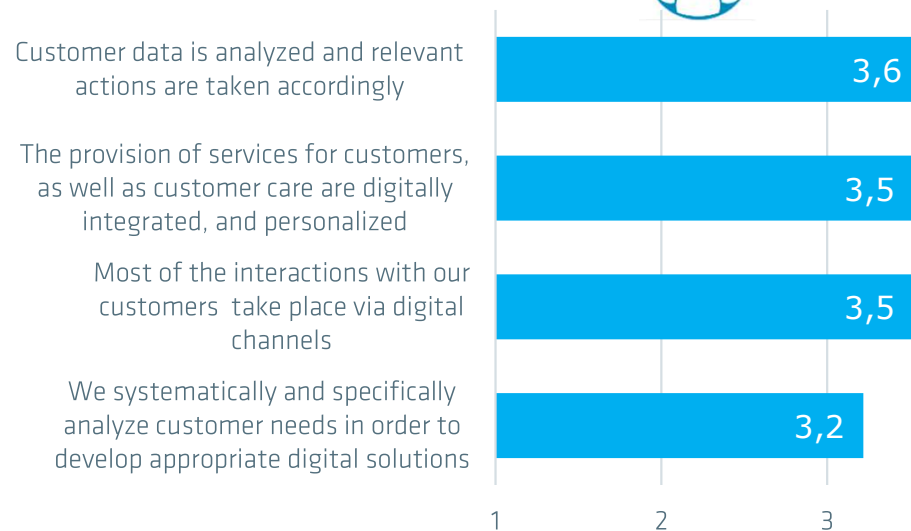 Customer data is analyzed and relevant
actions are taken accordingly
3,6
The provision of services for customers,
as well as customer care are digitally
integrated, and personalized
3,5
Most of the interactions with our
customers  take place via digital
channels
3,5
We systematically and specifically
analyze customer needs in order to
develop appropriate digital solutions
3,2
1 2 3